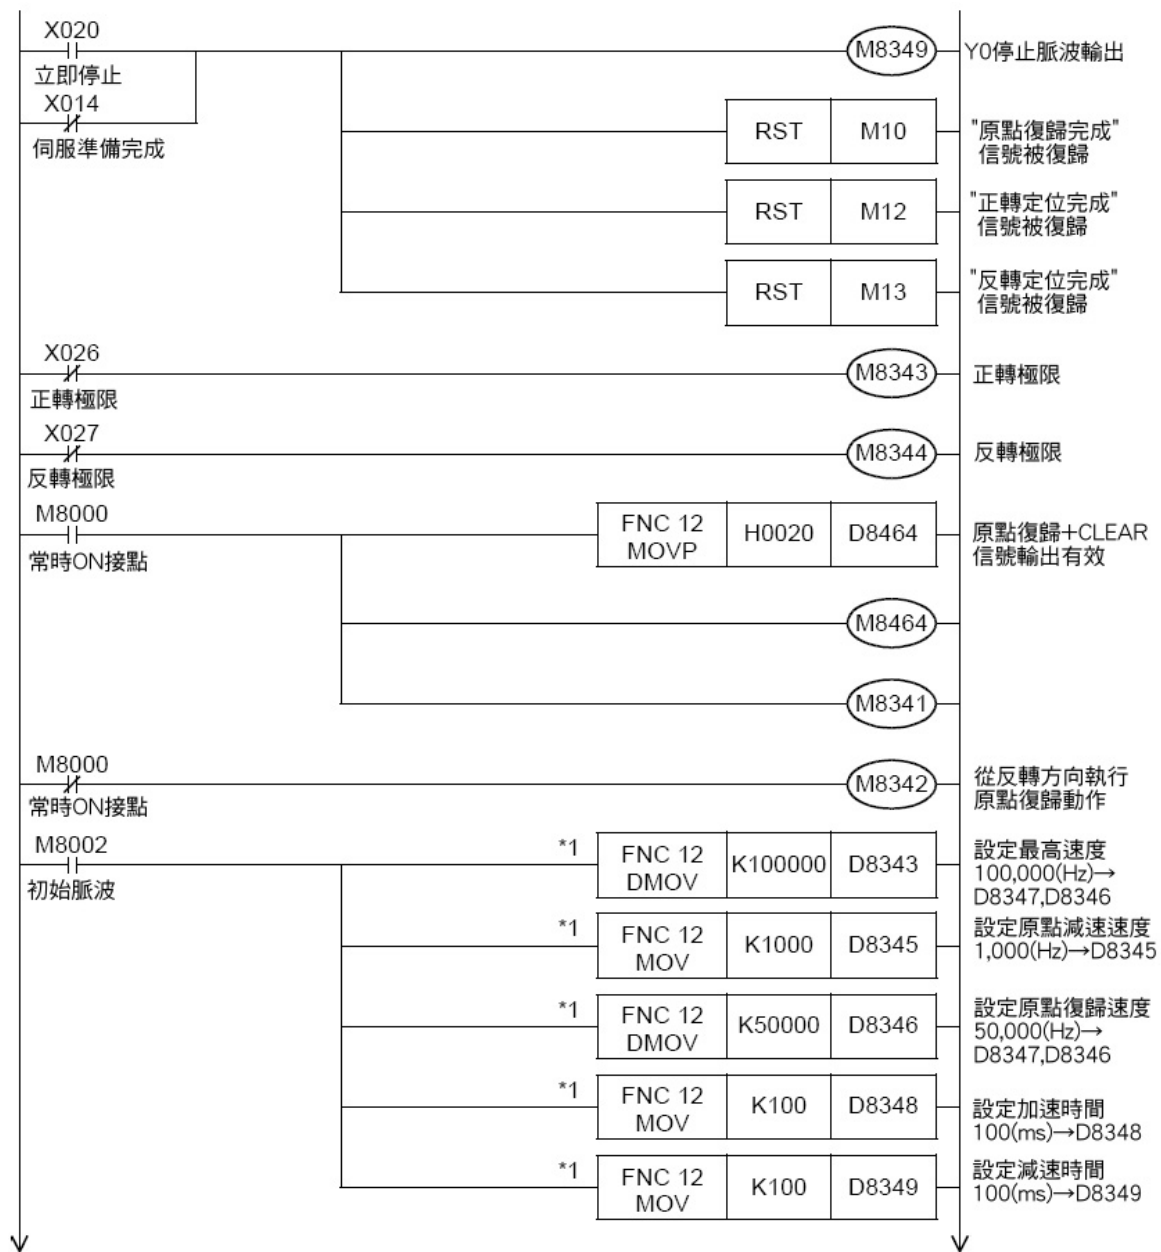 X020
立即停止
M8349
Y0停止脈波輸出
X014
伺服準備完成
RST M10
"原點復歸完成"
信號被復歸
RST M12
"正轉定位完成"
信號被復歸
RST M13
"反轉定位完成"
信號被復歸
X026
正轉極限
M8343
正轉極限
X027
反轉極限
M8344
反轉極限
M8000
常時ON接點
FNC 12
MOVP
H0020
D8464
原點復歸+CLEAR
信號輸出有效
M8464
M8341
M8000
常時ON接點
M8342
從反轉方向執行
原點復歸動作
M8002
初始脈波
*1
FNC 12
DMOV
K100000
D8343
設定最高速度
100,000(Hz)→
D8347,D8346
*1
FNC 12
MOV
K1000
D8345
設定原點減速速度
1,000(Hz)→D8345
*1
FNC 12
DMOV
K50000
D8346
設定原點復歸速度
50,000(Hz)→
D8347,D8346
*1
FNC 12
MOV
K100
D8348
設定加速時間
100(ms)→D8348
*1
FNC 12
MOV
K100
D8349
設定減速時間
100(ms)→D8349